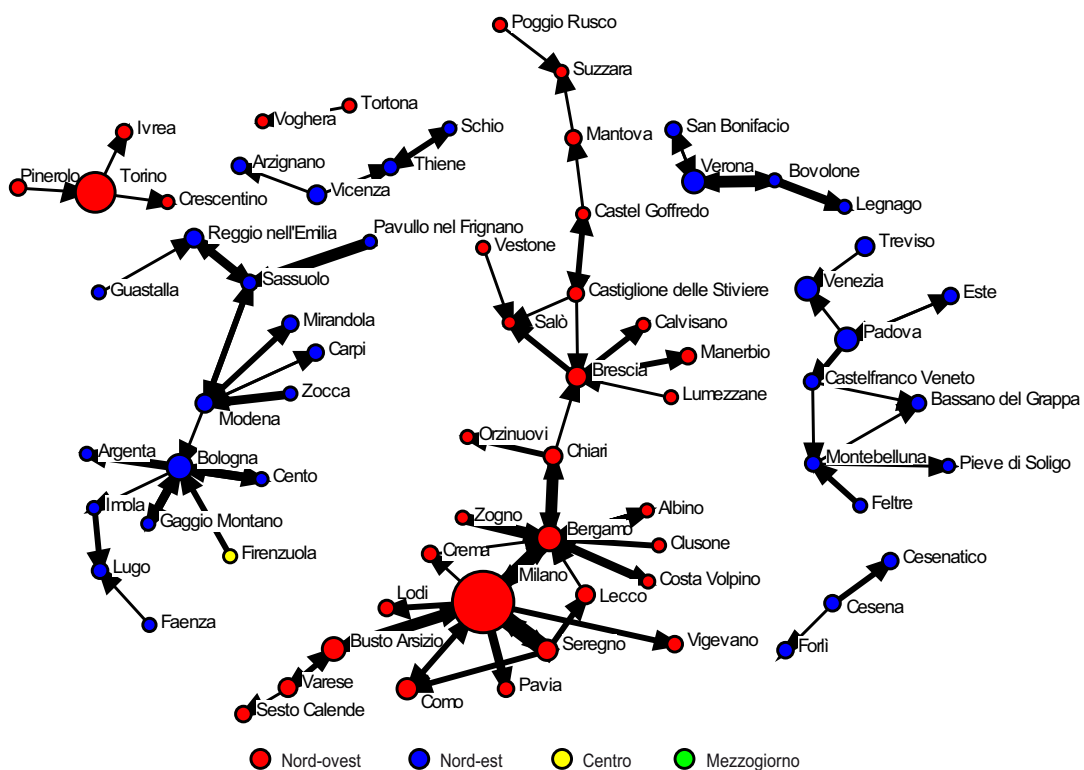 Poggio Rusco
Suzzara
Tortona
Voghera
Ivrea
Schio
San Bonifacio
Mantova
Arzignano
Thiene
Verona
Bovolone
Pinerolo
Torino
Vicenza
Crescentino
Legnago
Castel Goffredo
Reggio nell'Emilia
Pavullo nel Frignano
Vestone
Treviso
Sassuolo
Guastalla
Castiglione delle Stiviere
Venezia
Este
Mirandola
Salò
Calvisano
Padova
Carpi
Manerbio
Brescia
Castelfranco Veneto
Zocca
Lumezzane
Bassano del Grappa
Modena
Orzinuovi
Chiari
Argenta
Bologna
Montebelluna
Pieve di Soligo
Cento
Imola
Gaggio Montano
Zogno
Bergamo
Albino
Feltre
Firenzuola
Crema
Clusone
Cesenatico
Lugo
Milano
Costa Volpino
Lodi
Lecco
Cesena
Faenza
Busto Arsizio
Seregno
Vigevano
Forlì
Varese
Como
Pavia
Sesto Calende
Nord-ovest
Nord-est
Centro
Mezzogiorno